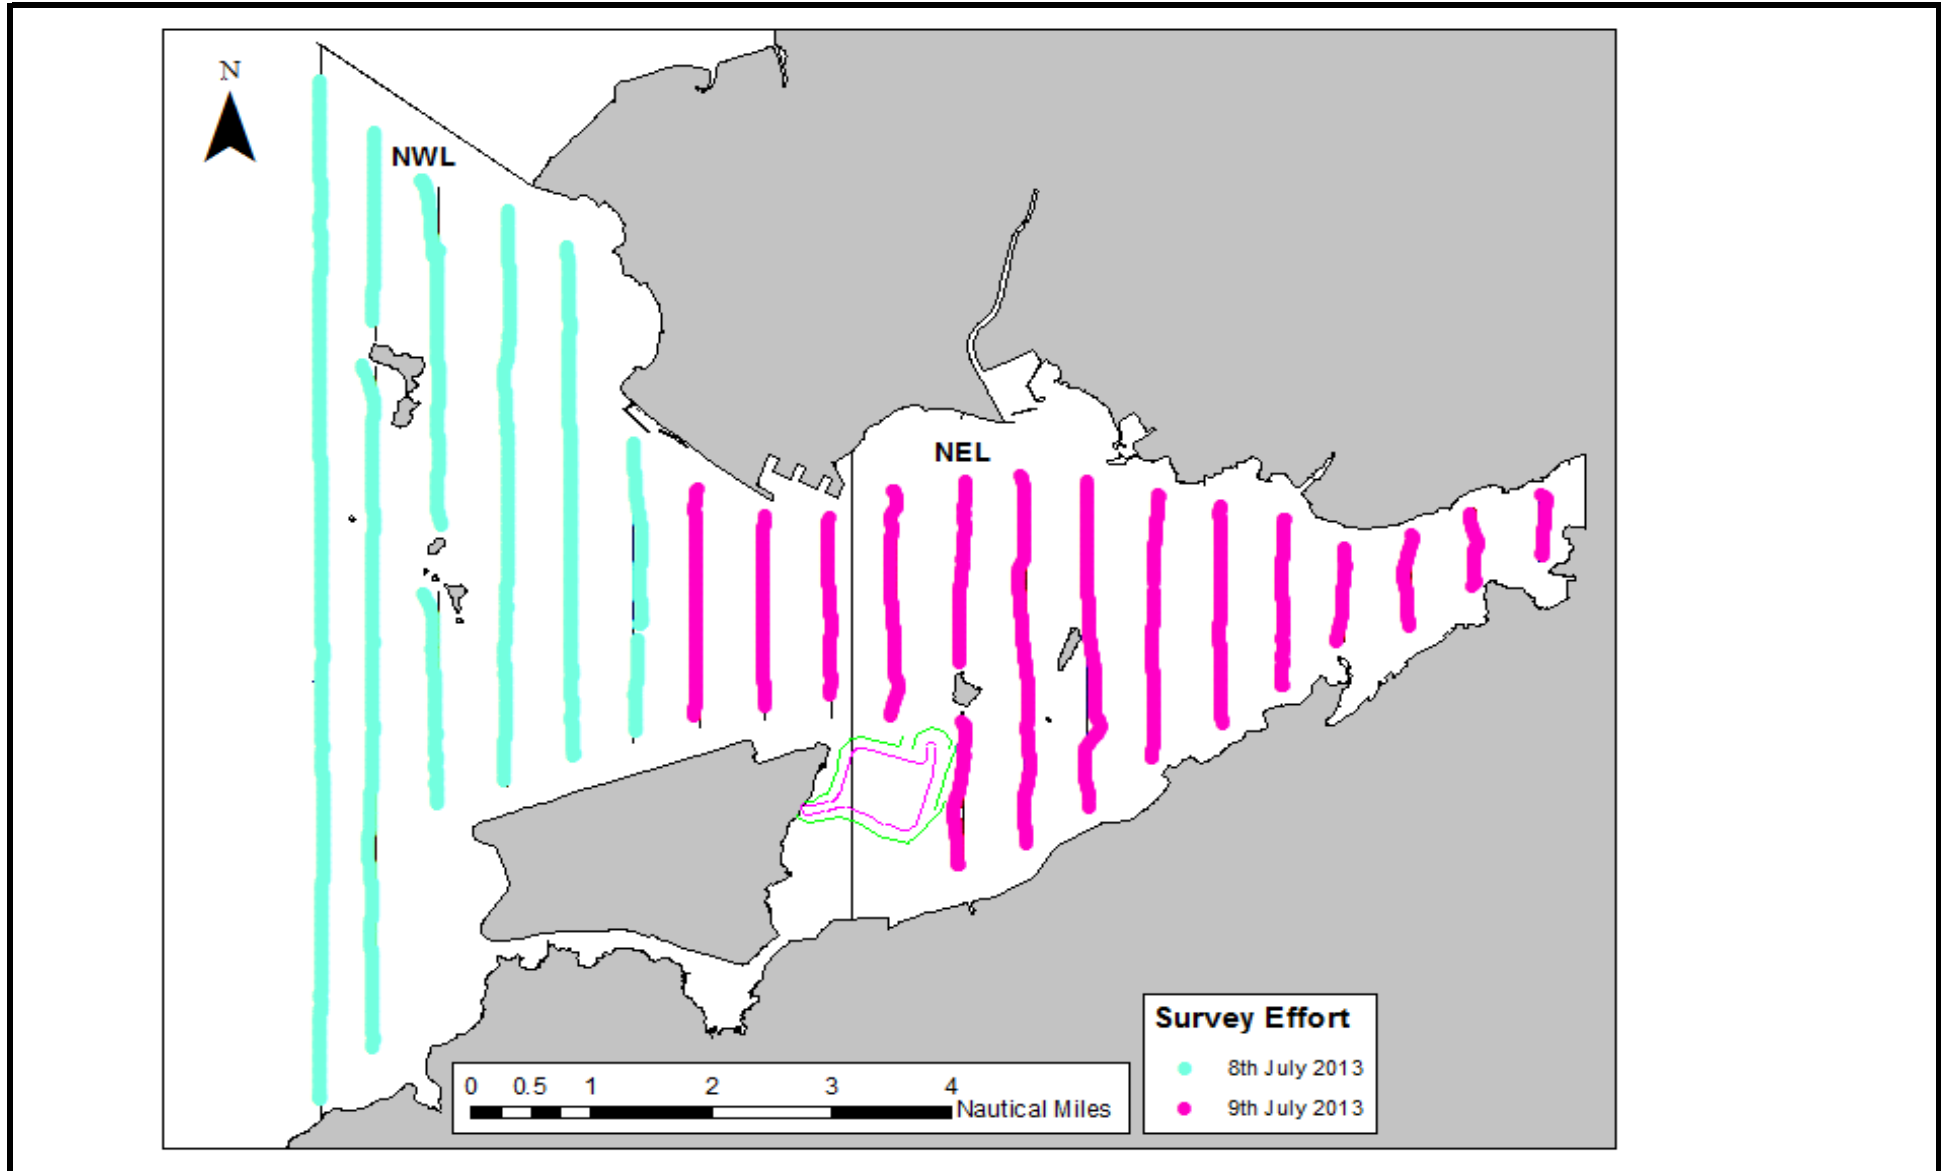 N
NWL
NEL
Survey Effort
8th July 2013
9th July 2013
0 0.5 1 2 3 4
Nautical Miles